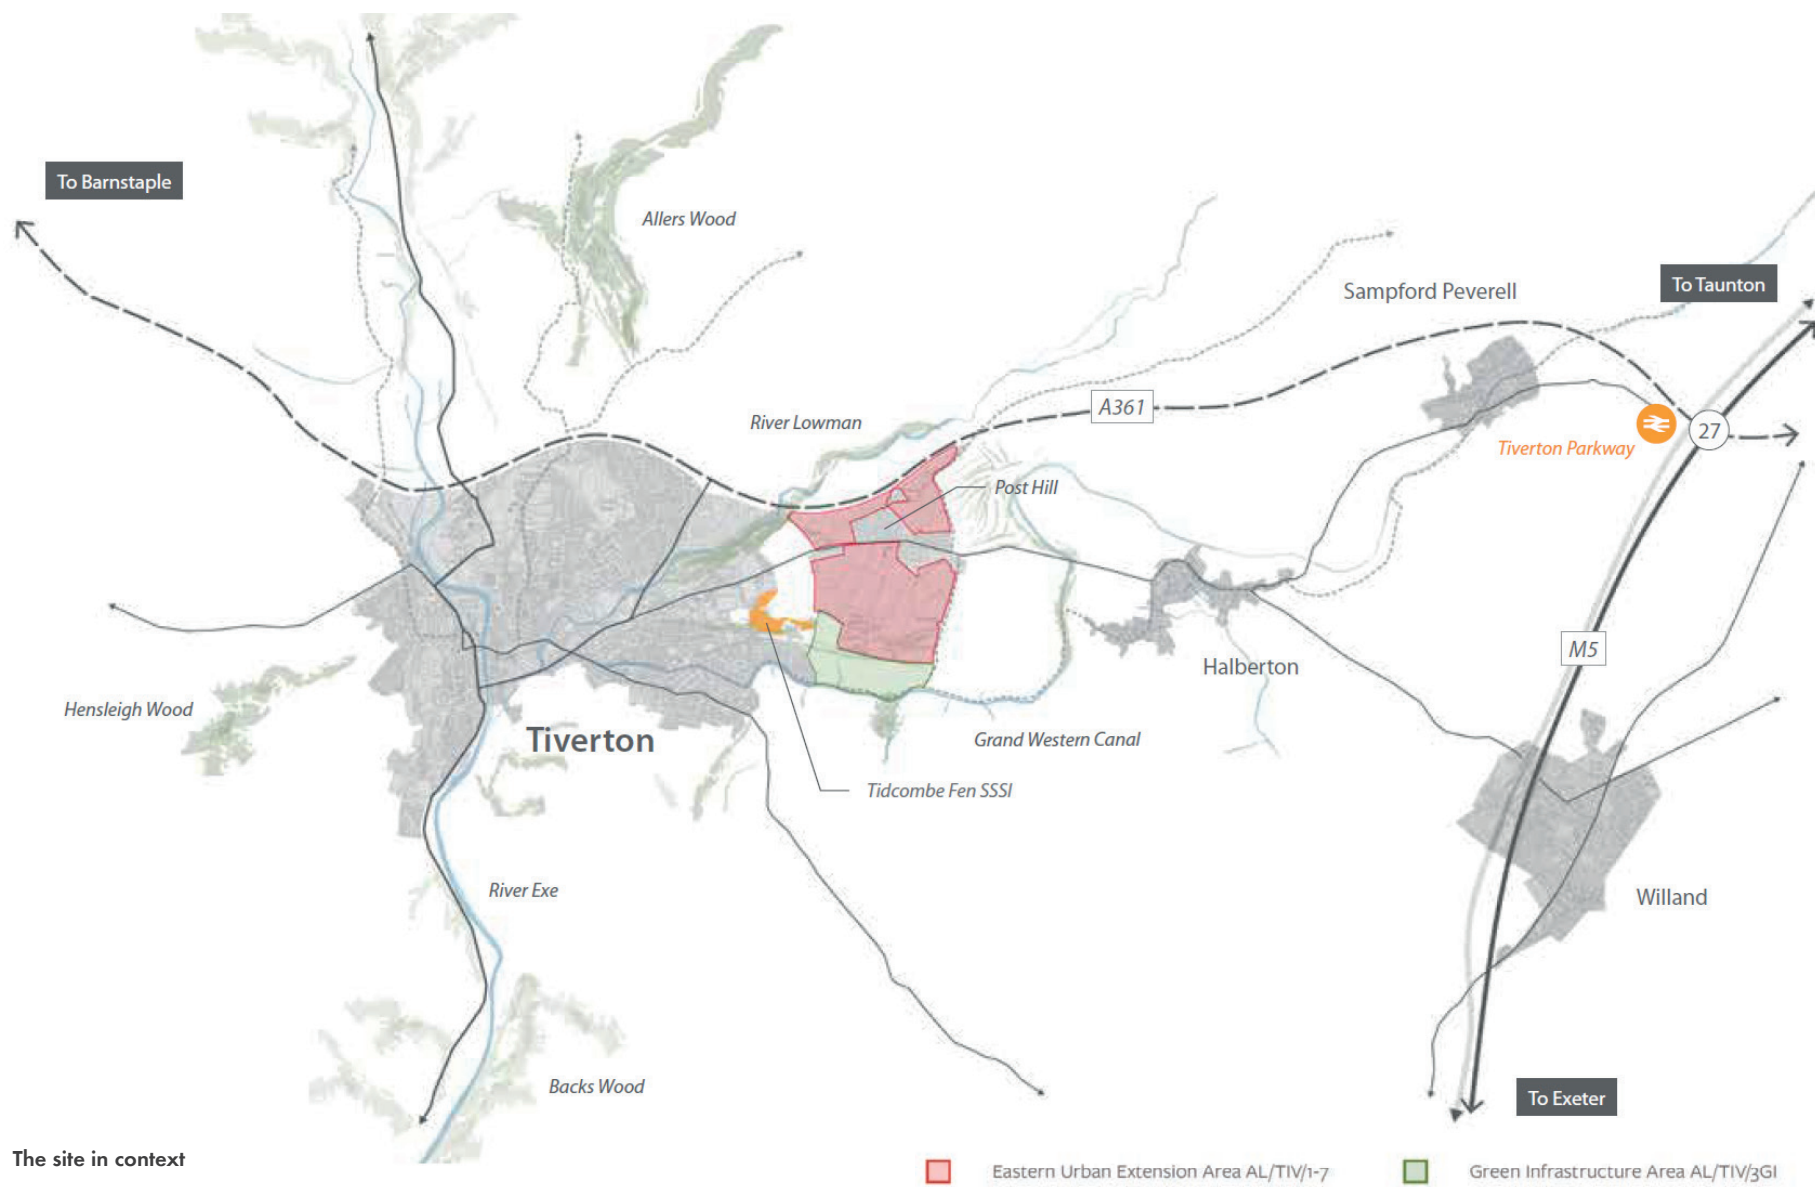 To Barnstaple
Allers Wood
Sampford Peverell
To Taunton
A361
River Lowman
27
Tiverton Parkway
Post Hill
M5
Halberton
Hensleigh Wood
Tiverton
Grand Western Canal
Tidcombe Fen SSSI
River Exe
Willand
Backs Wood
To Exeter
The site in context
Eastern Urban Extension Area AL/TIV/1-7
Green Infrastructure Area AL/TIV/3GI